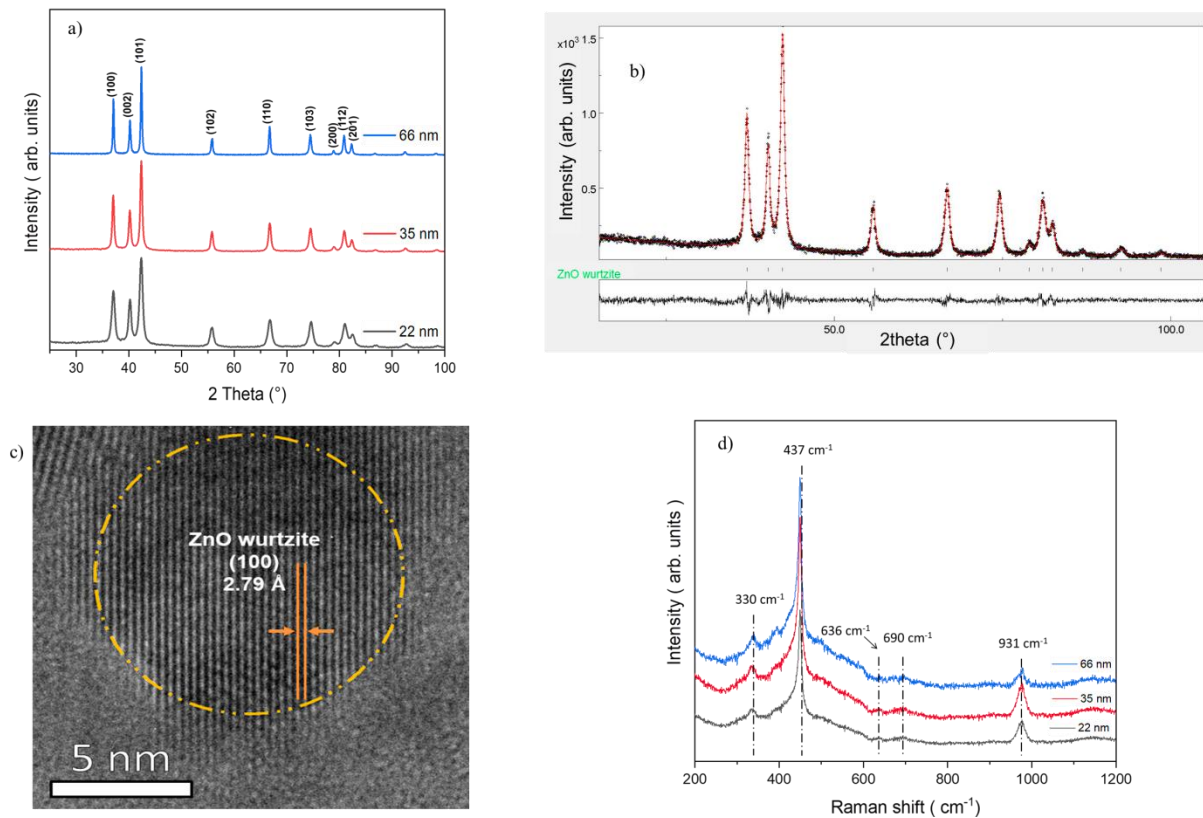 a)
Intensity ( arb. units)
(100)
(002)
(101)
(102)
(110)
(103)
(200)
(112)
(201)
66 nm
35 nm
22 nm
30 40 50 60 70 80 90 100
2 Theta (°)
b)
x10³
1.5
1.0
0.5
Intensity (arb. units)
ZnO wurtzite
50.0 100.0
2theta (°)
c)
ZnO wurtzite
(100)
2.79 Å
5 nm
d)
437 cm⁻¹
330 cm⁻¹
636 cm⁻¹
690 cm⁻¹
931 cm⁻¹
66 nm
35 nm
22 nm
Intensity ( arb. units)
200 400 600 800 1000 1200
Raman shift ( cm⁻¹)